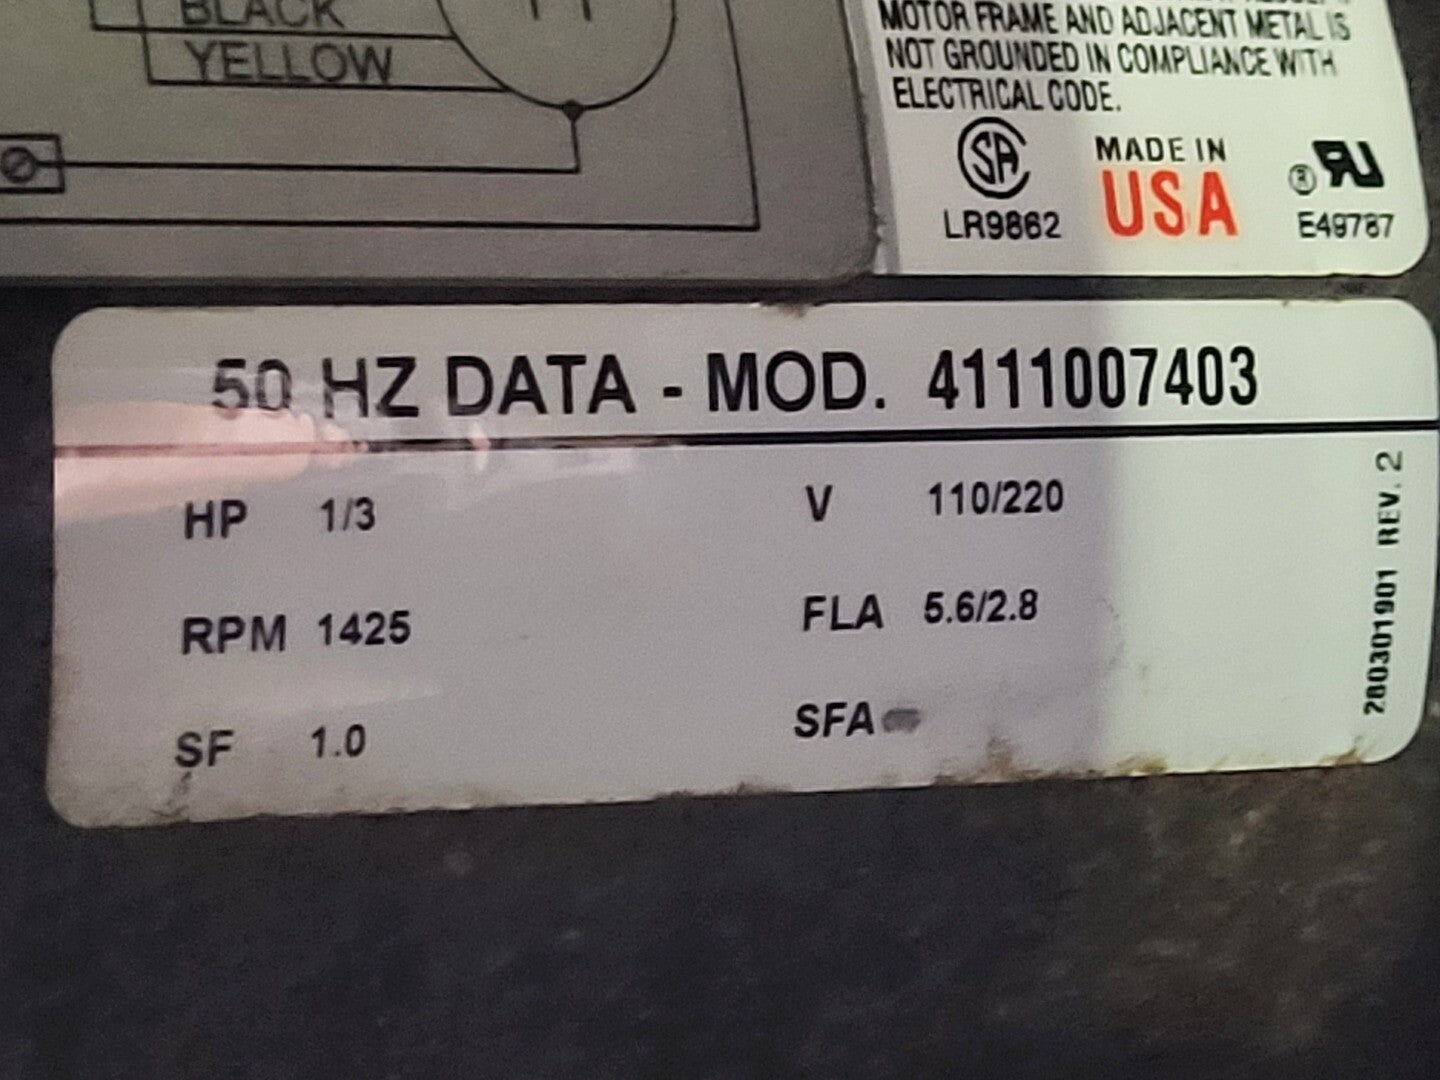 BLACK
YELLOW
MOTOR FRAME AND ADJACENT METAL IS
NOT GROUNDED IN COMPLIANCE WITH
ELECTRICAL CODE.
SA
LR9862
MADE IN
USA
®
E49787
50 HZ DATA - MOD. 4111007403
HP 1/3
V 110/220
RPM 1425
FLA 5.6/2.8
SF 1.0
SFA
280301901 REV. 2